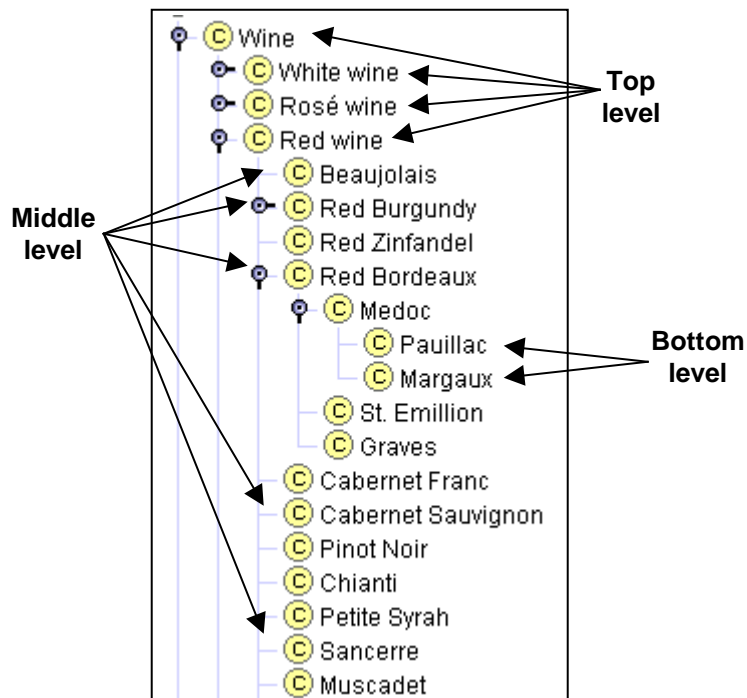 Wine
White wine
Rosé wine
Red wine
Beaujolais
Red Burgundy
Red Zinfandel
Red Bordeaux
Medoc
Pauillac
Margaux
St. Emillion
Graves
Cabernet Franc
Cabernet Sauvignon
Pinot Noir
Chianti
Petite Syrah
Sancerre
Muscadet
Top
level
Middle
level
Bottom
level